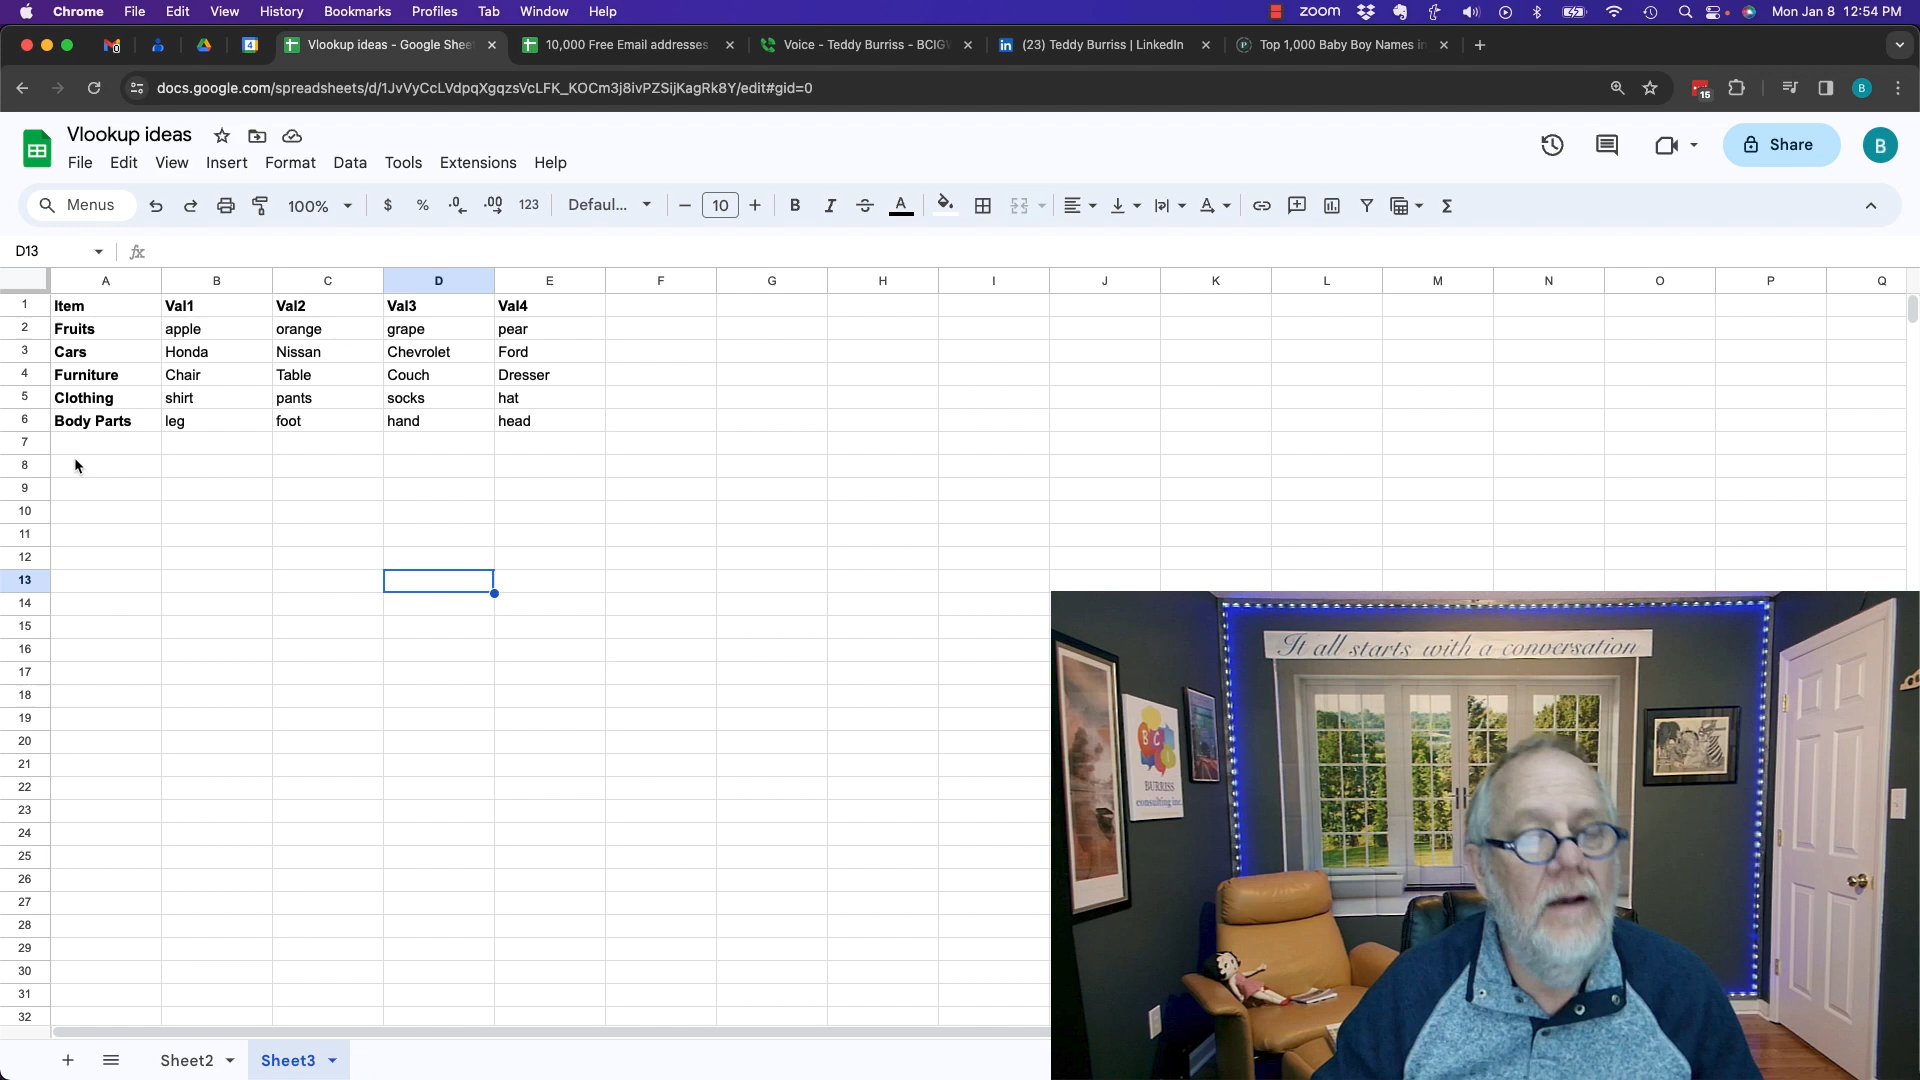 Chrome File Edit View History Bookmarks Profiles Tab Window Help zoom Mon Jan 8 12:54 PM
Vlookup ideas - Google Shee 10,000 Free Email addresses Voice - Teddy Burriss - BCIG (23) Teddy Burriss | LinkedIn Top 1,000 Baby Boy Names in
docs.google.com/spreadsheets/d/1JvVyCcLVdpqXgqzsVcLFK_KOCm3j8ivPZSijKagRk8Y/edit#gid=0 15 B
Vlookup ideas
File Edit View Insert Format Data Tools Extensions Help
Share B
Menus 100% $ % .0 .00 123 Defaul... 10 B I A
D13 fx
A B C D E F G H I J K L M N O P Q
1 Item Val1 Val2 Val3 Val4
2 Fruits apple orange grape pear
3 Cars Honda Nissan Chevrolet Ford
4 Furniture Chair Table Couch Dresser
5 Clothing shirt pants socks hat
6 Body Parts leg foot hand head
7
8
9
10
11
12
13
14
15
16
17
18
19
20
21
22
23
24
25
26
27
28
29
30
31
32
Sheet2 Sheet3
It all starts with a conversation
B C I
BURRISS
consulting inc.